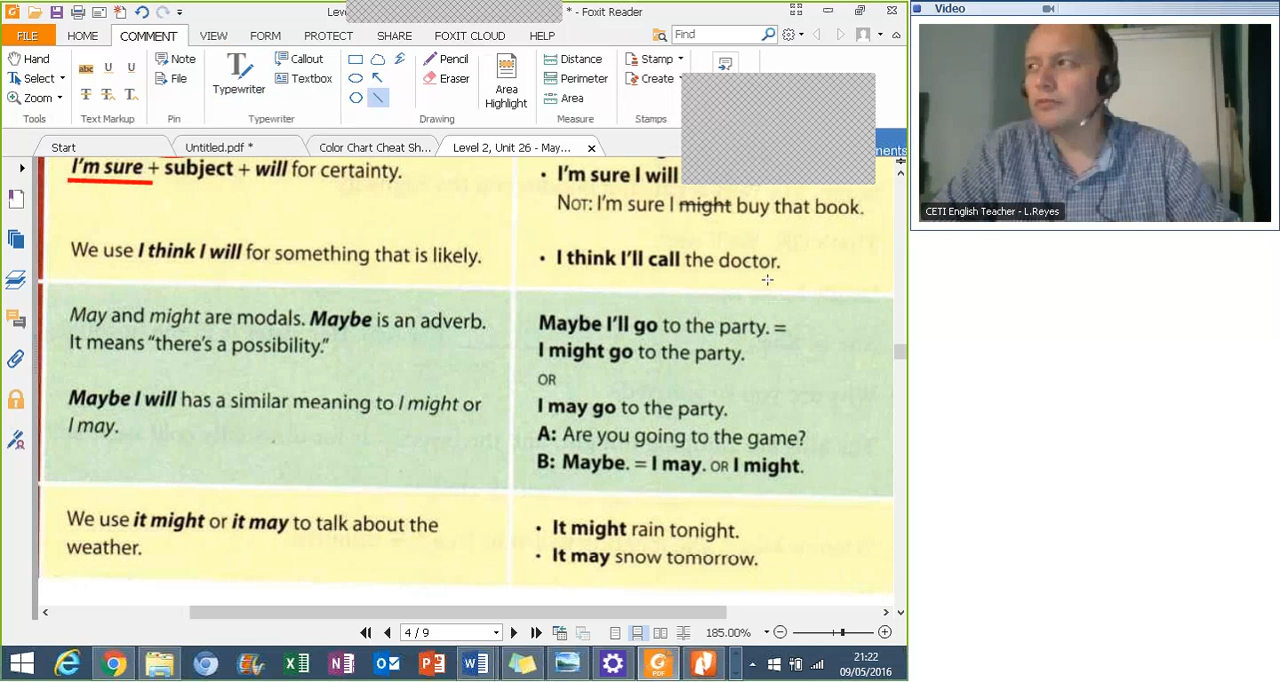 Leve
* - Foxit Reader
Video
FILE HOME COMMENT VIEW FORM PROTECT SHARE FOXIT CLOUD HELP
Find
Hand
Select
Zoom
Tools
abc U U
T T T
Text Markup
Note
File
Pin
Typewriter
Callout
Textbox
Typewriter
Pencil
Eraser
Drawing
Area
Highlight
Distance
Perimeter
Area
Measure
Stamp
Create
Stamps
Start
Untitled.pdf *
Color Chart Cheat Sh...
Level 2, Unit 26 - May...
I'm sure + subject + will for certainty.
• I'm sure I will
NOT: I'm sure I might buy that book.
We use I think I will for something that is likely.
• I think I'll call the doctor.
May and might are modals. Maybe is an adverb.
It means "there's a possibility."
Maybe I will has a similar meaning to I might or
I may.
Maybe I'll go to the party. =
I might go to the party.
OR
I may go to the party.
A: Are you going to the game?
B: Maybe. = I may. OR I might.
We use it might or it may to talk about the
weather.
• It might rain tonight.
• It may snow tomorrow.
CETI English Teacher - L.Reyes
4 / 9
185.00%
21:22
09/05/2016